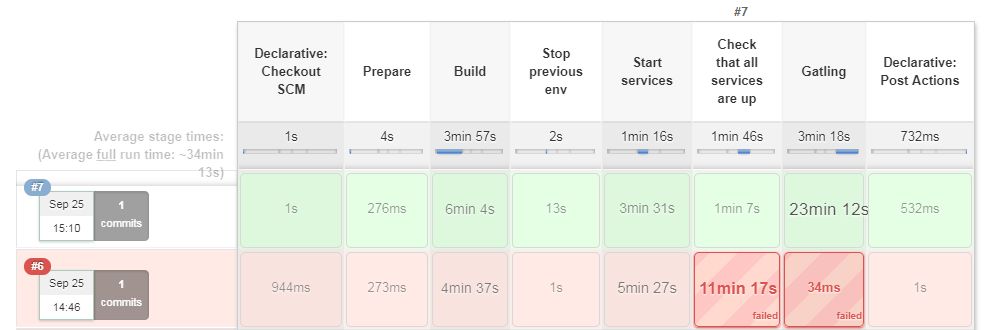 #7
Declarative:
Checkout
SCM
Prepare
Build
Stop
previous
env
Start
services
Check
that all
services
are up
Gatling
Declarative:
Post Actions
Average stage times:
(Average full run time: ~34min
13s)
1s
4s
3min 57s
2s
1min 16s
1min 46s
3min 18s
732ms
#7
Sep 25
15:10
1
commits
1s
276ms
6min 4s
13s
3min 31s
1min 7s
23min 12s
532ms
#6
Sep 25
14:46
1
commits
944ms
273ms
4min 37s
1s
5min 27s
11min 17s
failed
34ms
failed
1s